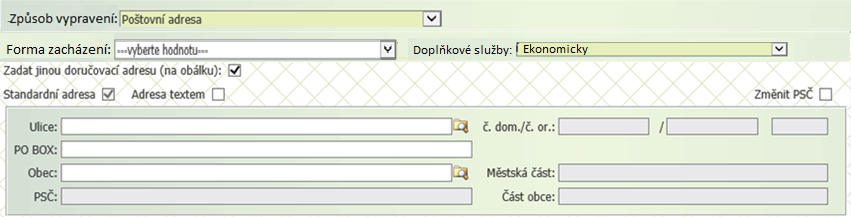 Způsob vypravení: Poštovní adresa
Forma zacházení: ---vyberte hodnotu--- Doplňkové služby: Ekonomicky
Zadat jinou doručovací adresu (na obálku):
Standardní adresa Adresa textem Změnit PSČ
Ulice: č. dom./č. or.: /
PO BOX:
Obec: Městská část:
PSČ: Část obce: